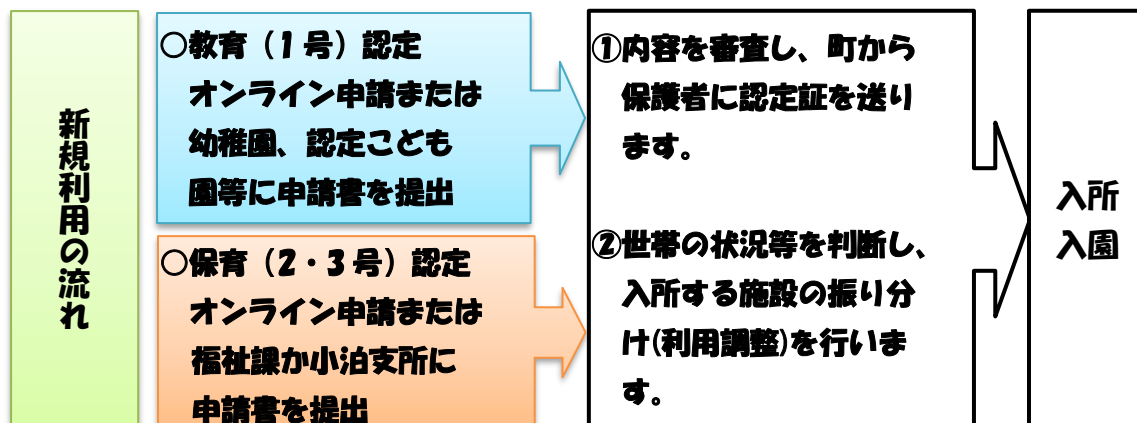 新規利用の流れ
○教育（1号）認定
オンライン申請または
幼稚園、認定こども
園等に申請書を提出
○保育（2・3号）認定
オンライン申請または
福祉課か小泊支所に
申請書を提出
①内容を審査し、町から
保護者に認定証を送り
ます。
②世帯の状況等を判断し、
入所する施設の振り分
け(利用調整)を行いま
す。
入所
入園